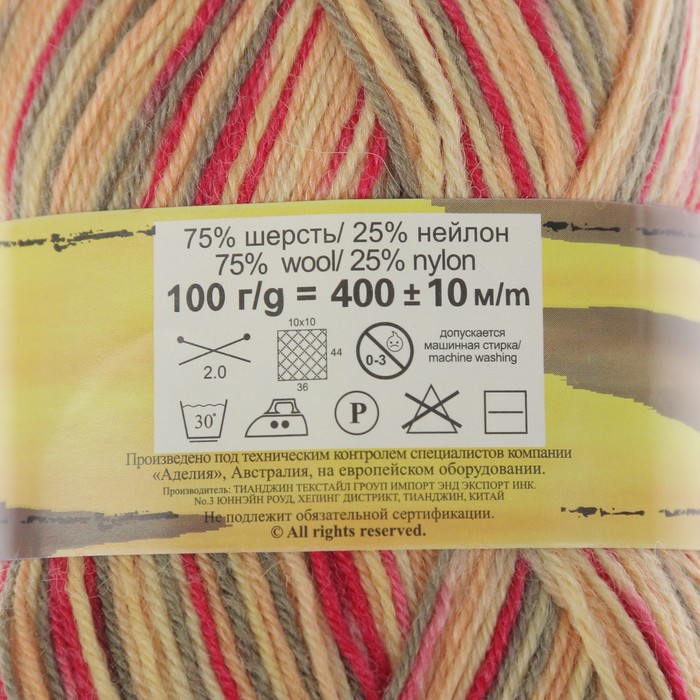 75% шерсть/ 25% нейлон
75% wool/ 25% nylon
100 г/g = 400 ± 10 м/m
2.0
10x10
44
36
0-3
допускается
машинная стирка/
machine washing
30°
P
Произведено под техническим контролем специалистов компании
«Аделия», Австралия, на европейском оборудовании.
Производитель: ТИАНДЖИН ТЕКСТАЙЛ ГРОУП ИМПОРТ ЭНД ЭКСПОРТ ИНК.
No.3 ЮННЭЙН РОУД, ХЕПИНГ ДИСТРИКТ, ТИАНДЖИН, КИТАЙ
Не подлежит обязательной сертификации.
© All rights reserved.